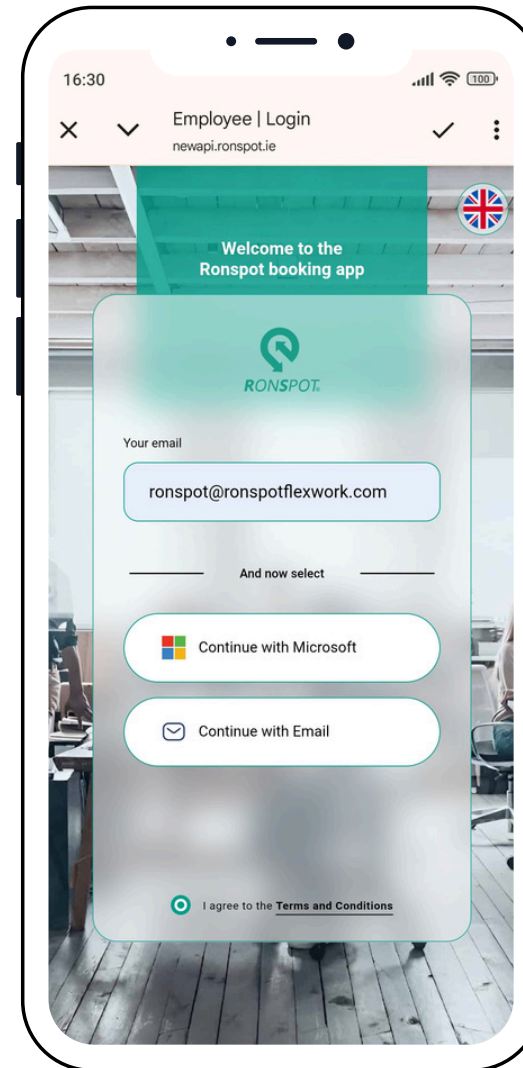 16:30
100
Employee | Login
newapi.ronspot.ie
Welcome to the
Ronspot booking app
RONSPOT
Your email
ronspot@ronspotflexwork.com
And now select
Continue with Microsoft
Continue with Email
I agree to the Terms and Conditions